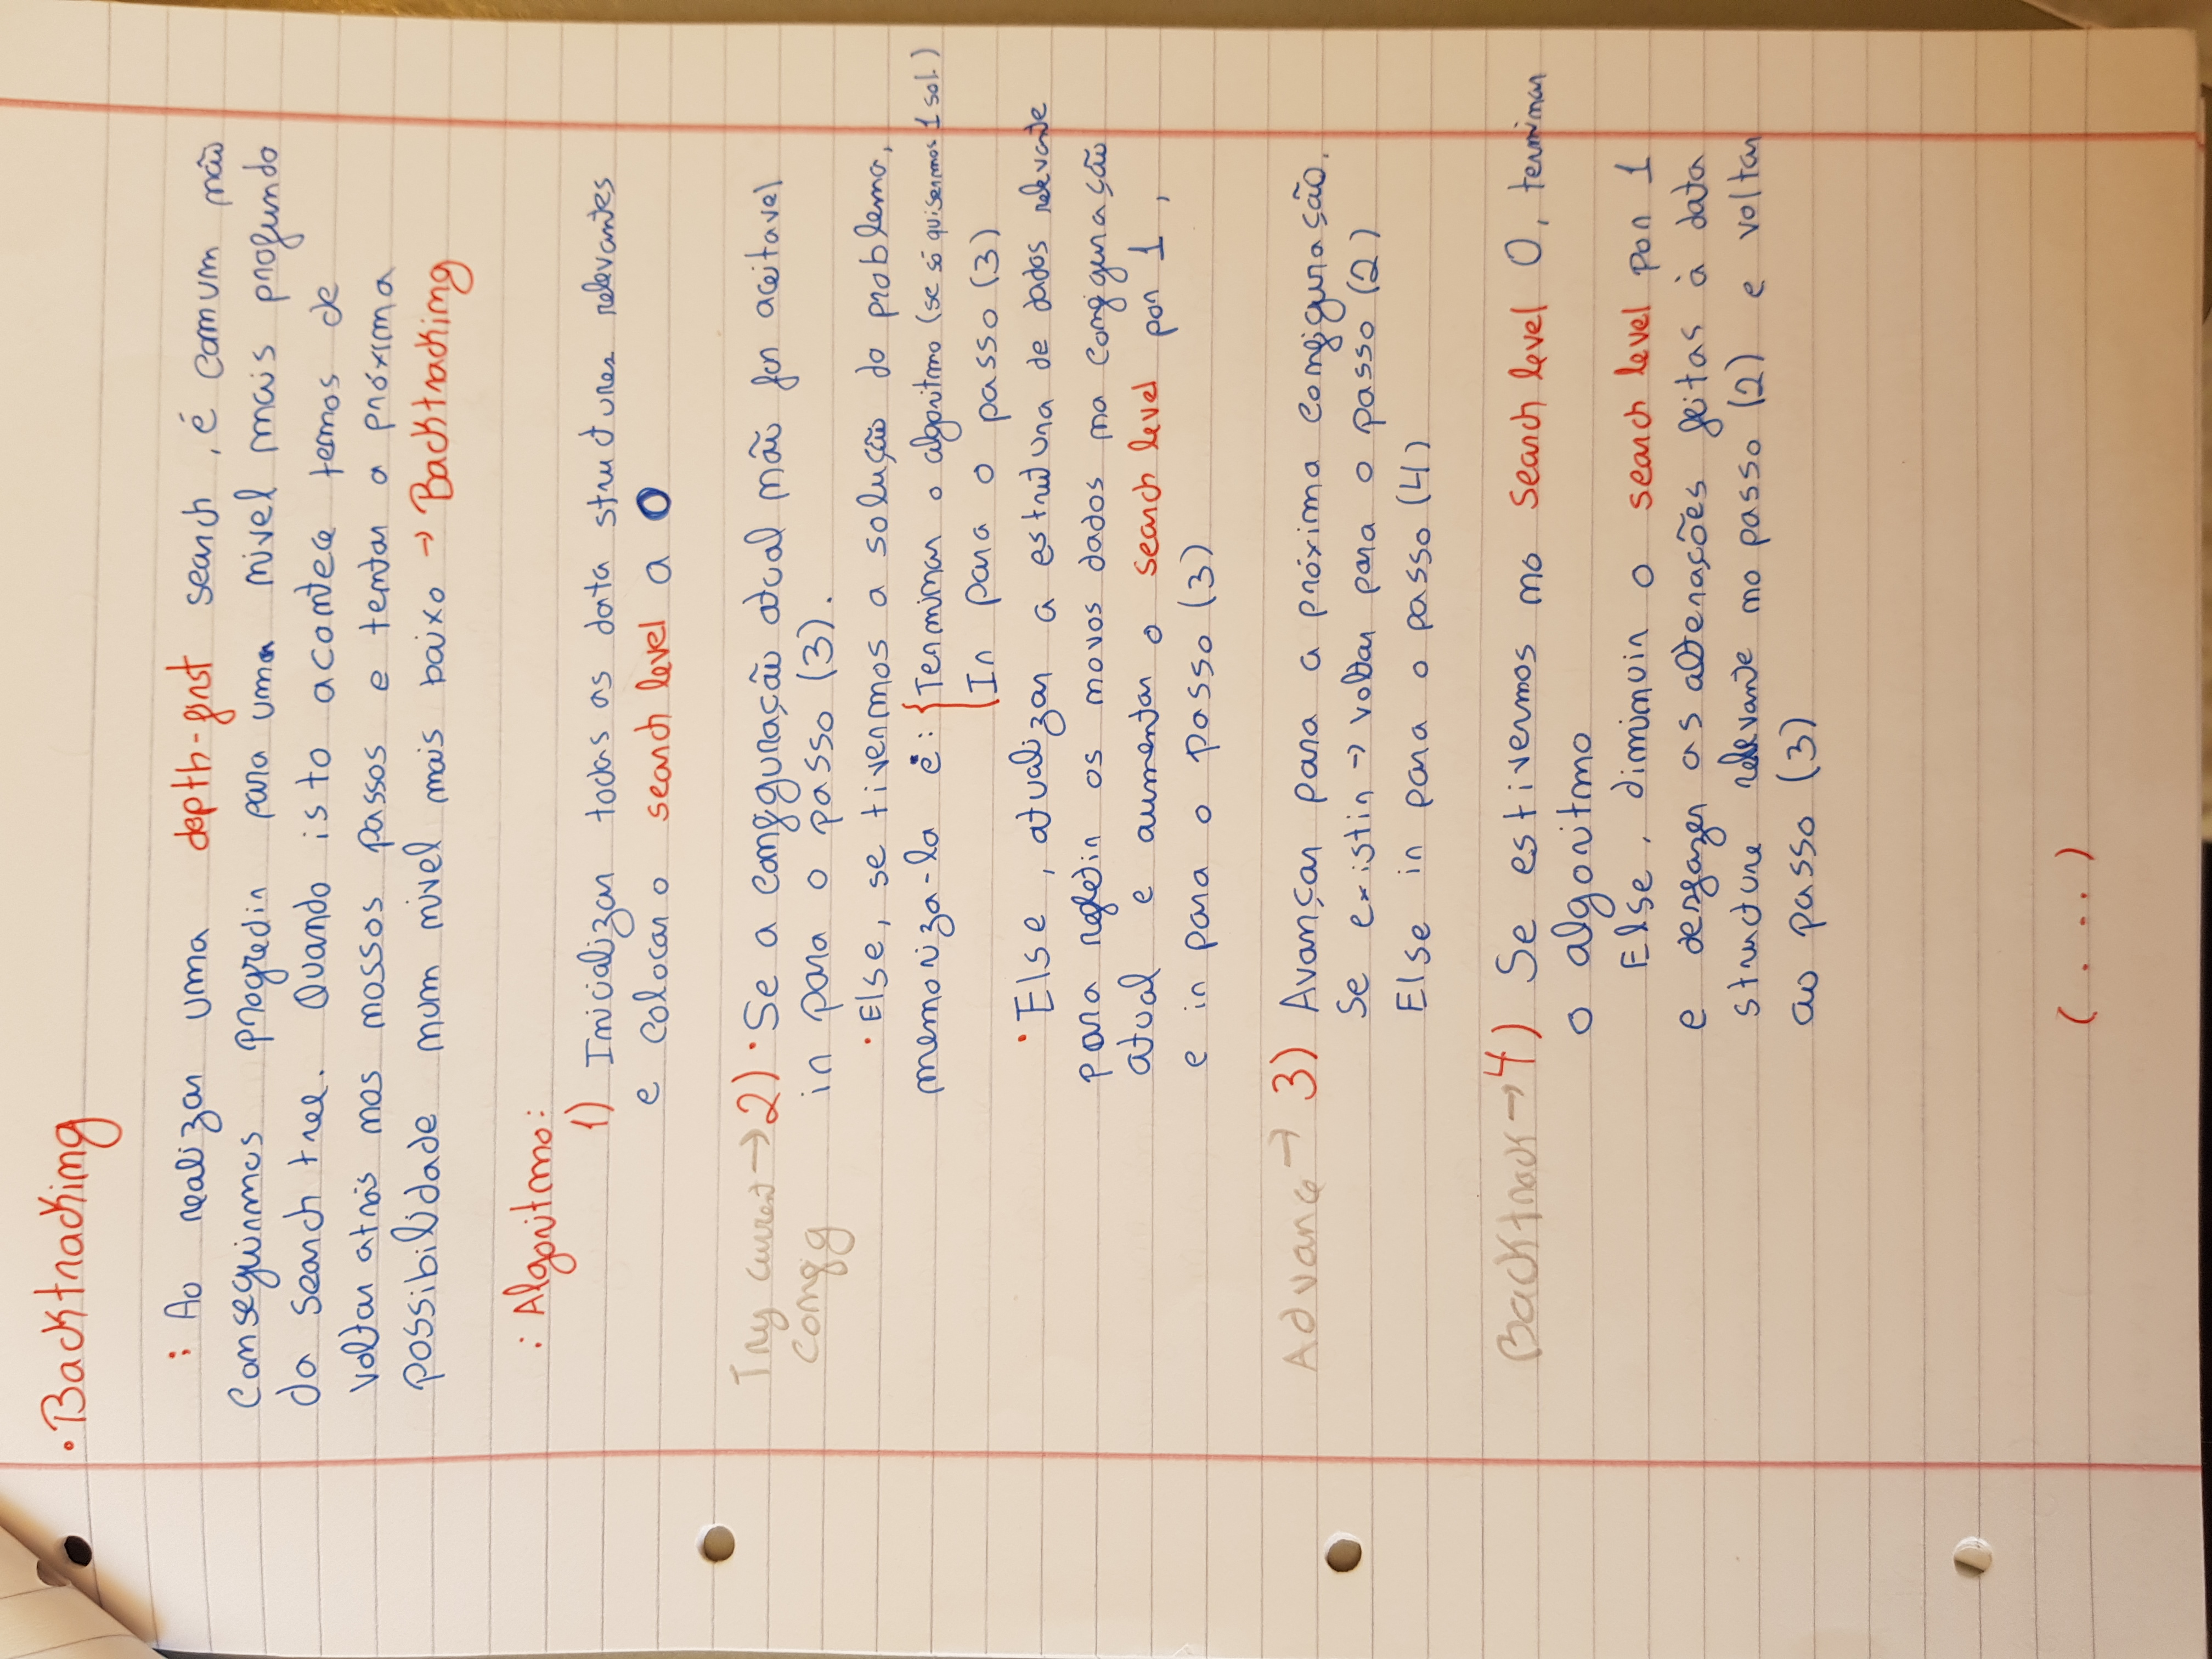 • Backtracking
: Ao realizar uma depth-first search, é comum não
conseguirmos progredir para uma nivel mais profundo
da search tree. Quando isto acontece temos de
voltar atrás nos nossos passos e tentar a próxima
possibilidade num nivel mais baixo → Backtracking
: Algoritmo:
1) Inicializar todas as data structures relevantes
e colocar o search level a 0
Try current → 2) • Se a configuração atual não for aceitavel
config ir para o passo (3).
• Else, se tivermos a solução do problema,
memoriza-la e: { Terminar o algoritmo (se só quisermos 1 sol.)
Ir para o passo (3)
• Else, atualizar a estrutura de dados relevante
para refletir os novos dados na configuração
atual e aumentar o search level por 1,
e ir para o passo (3)
Advance → 3) Avançar para a próxima configuração.
Se existir → voltar para o passo (2)
Else ir para o passo (4)
Backtrack → 4) Se estivermos no search level 0, terminar
o algoritmo
Else, diminuir o search level por 1
e desfazer as alterações feitas à data
structure relevante no passo (2) e voltar
ao passo (3)
(...)